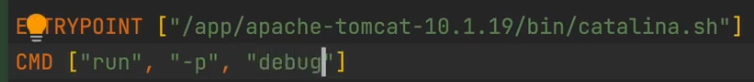 ENTRYPOINT ["/app/apache-tomcat-10.1.19/bin/catalina.sh"]
CMD ["run", "-p", "debug"]